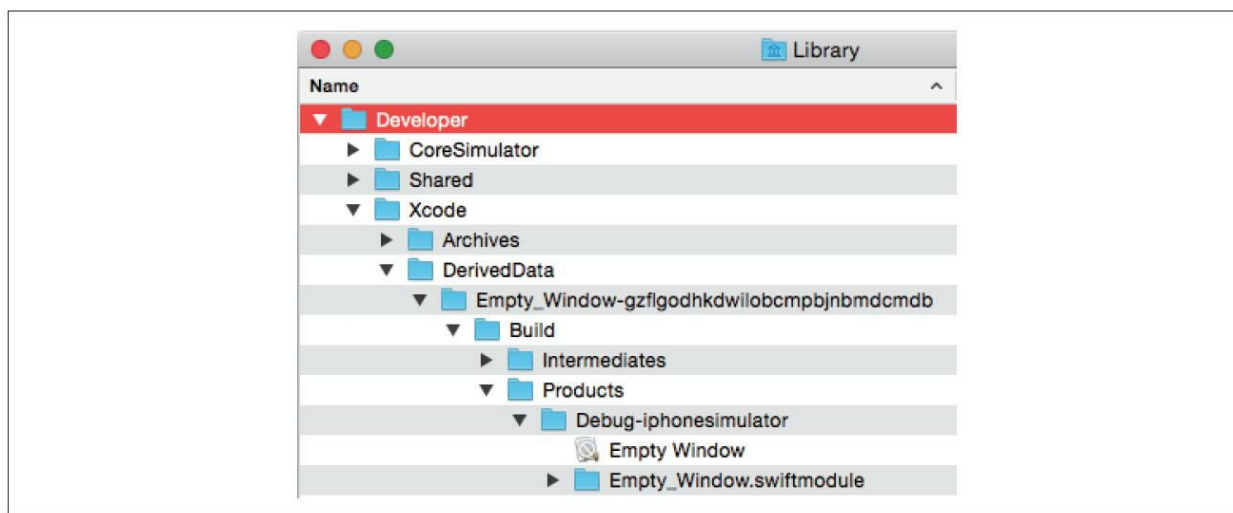 Library
Name
Developer
CoreSimulator
Shared
Xcode
Archives
DerivedData
Empty_Window-gzflgodhkdwilobcmpbjnbmdcmdb
Build
Intermediates
Products
Debug-iphonesimulator
Empty Window
Empty_Window.swiftmodule